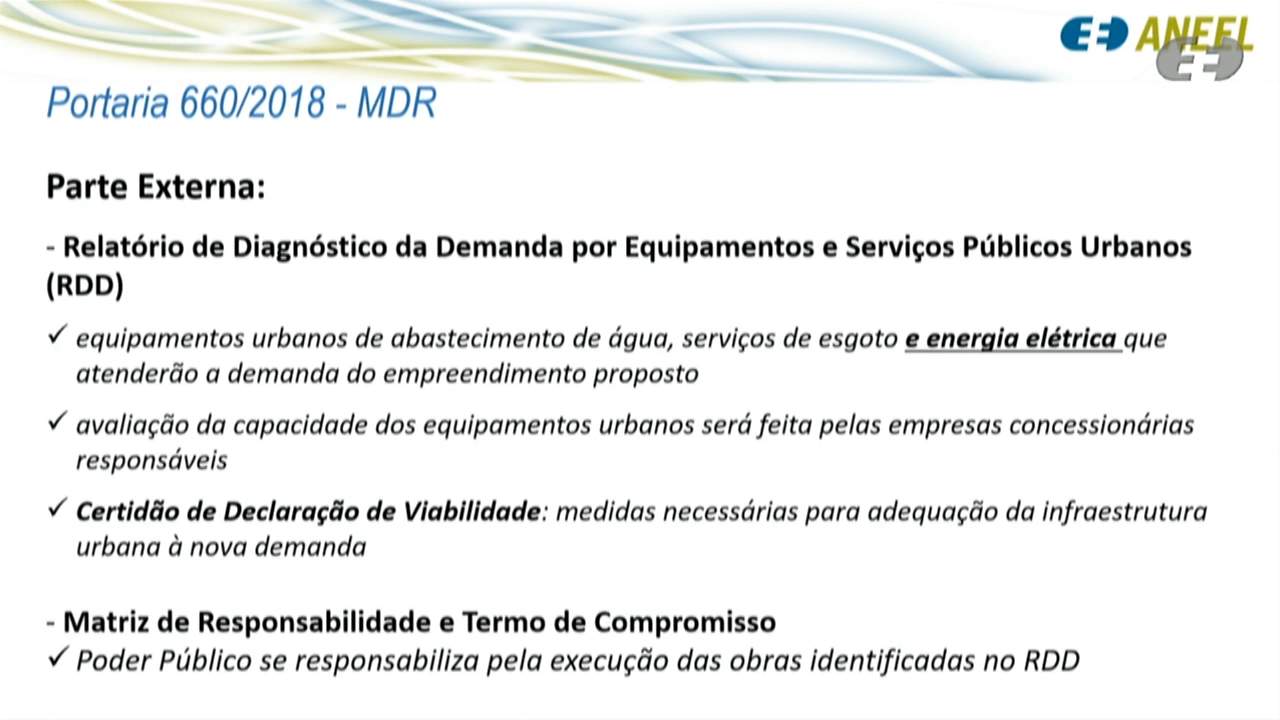 ANEEL
Portaria 660/2018 - MDR
Parte Externa:
- Relatório de Diagnóstico da Demanda por Equipamentos e Serviços Públicos Urbanos
(RDD)
✓ equipamentos urbanos de abastecimento de água, serviços de esgoto e energia elétrica que
atenderão a demanda do empreendimento proposto
✓ avaliação da capacidade dos equipamentos urbanos será feita pelas empresas concessionárias
responsáveis
✓ Certidão de Declaração de Viabilidade: medidas necessárias para adequação da infraestrutura
urbana à nova demanda
- Matriz de Responsabilidade e Termo de Compromisso
✓ Poder Público se responsabiliza pela execução das obras identificadas no RDD